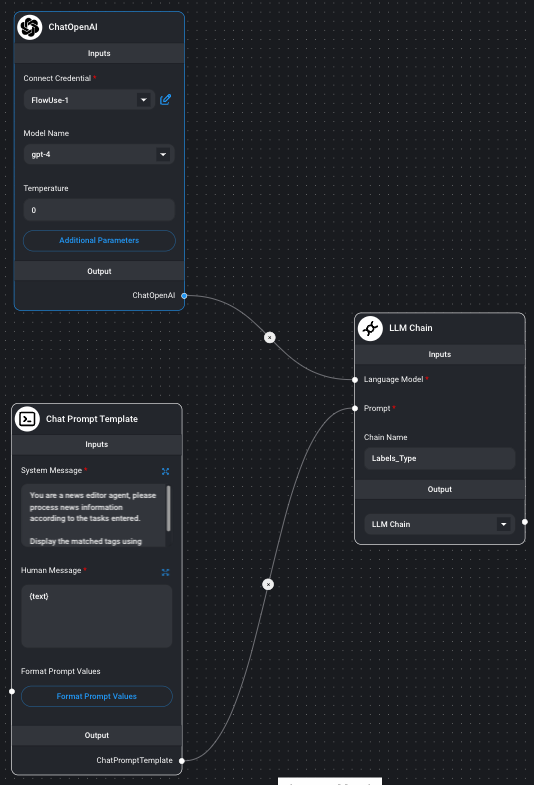 ChatOpenAI
Inputs
Connect Credential *
FlowUse-1
Model Name
gpt-4
Temperature
0
Additional Parameters
Output
ChatOpenAI
Chat Prompt Template
Inputs
System Message *
You are a news editor agent, please
process news information
according to the tasks entered.
Display the matched tags using
Human Message *
{text}
Format Prompt Values
Format Prompt Values
Output
ChatPromptTemplate
LLM Chain
Inputs
Language Model *
Prompt *
Chain Name
Labels_Type
Output
LLM Chain